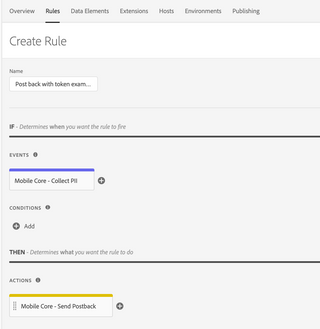 Overview Rules Data Elements Extensions Hosts Environments Publishing
Create Rule
Name
Post back with token exam...
IF - Determines when you want the rule to fire
EVENTS
Mobile Core - Collect PII
CONDITIONS
Add
THEN - Determines what you want the rule to do
ACTIONS
Mobile Core - Send Postback